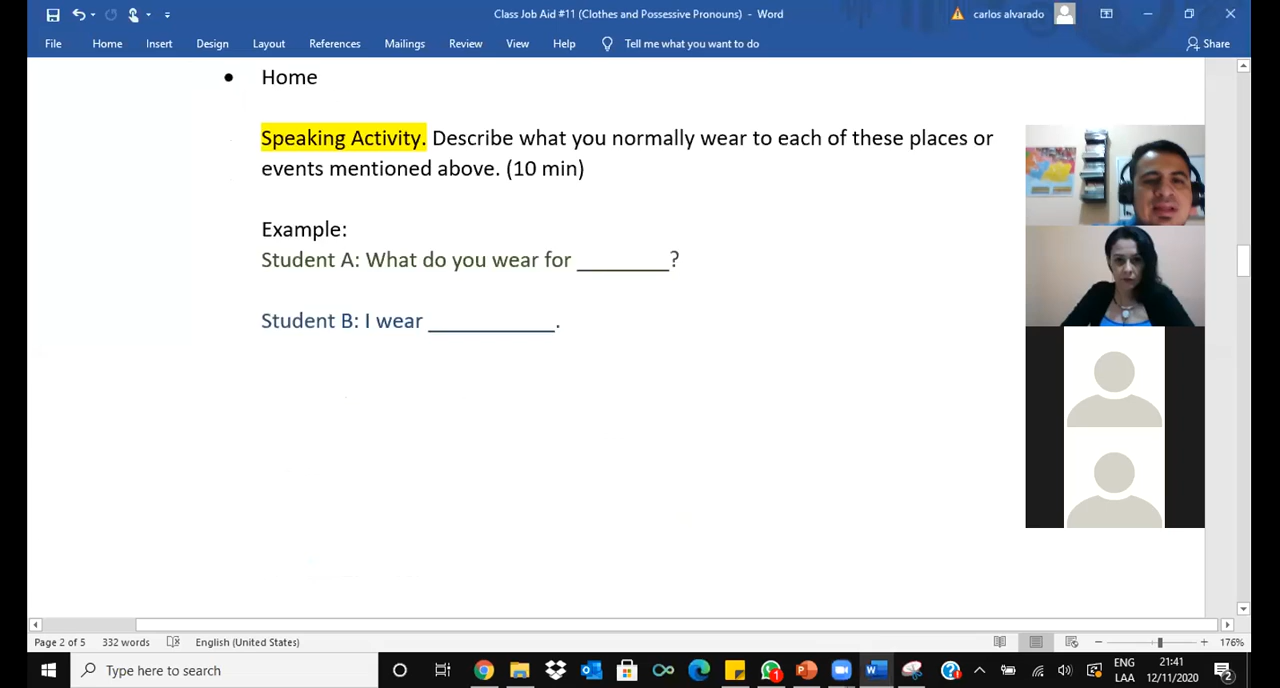 Class Job Aid #11 (Clothes and Possessive Pronouns) - Word
carlos alvarado
File Home Insert Design Layout References Mailings Review View Help Tell me what you want to do Share
• Home
Speaking Activity. Describe what you normally wear to each of these places or
events mentioned above. (10 min)
Example:
Student A: What do you wear for ________?
Student B: I wear ___________.
Page 2 of 5 332 words English (United States) 176%
Type here to search
ENG 21:41
LAA 12/11/2020
1
2